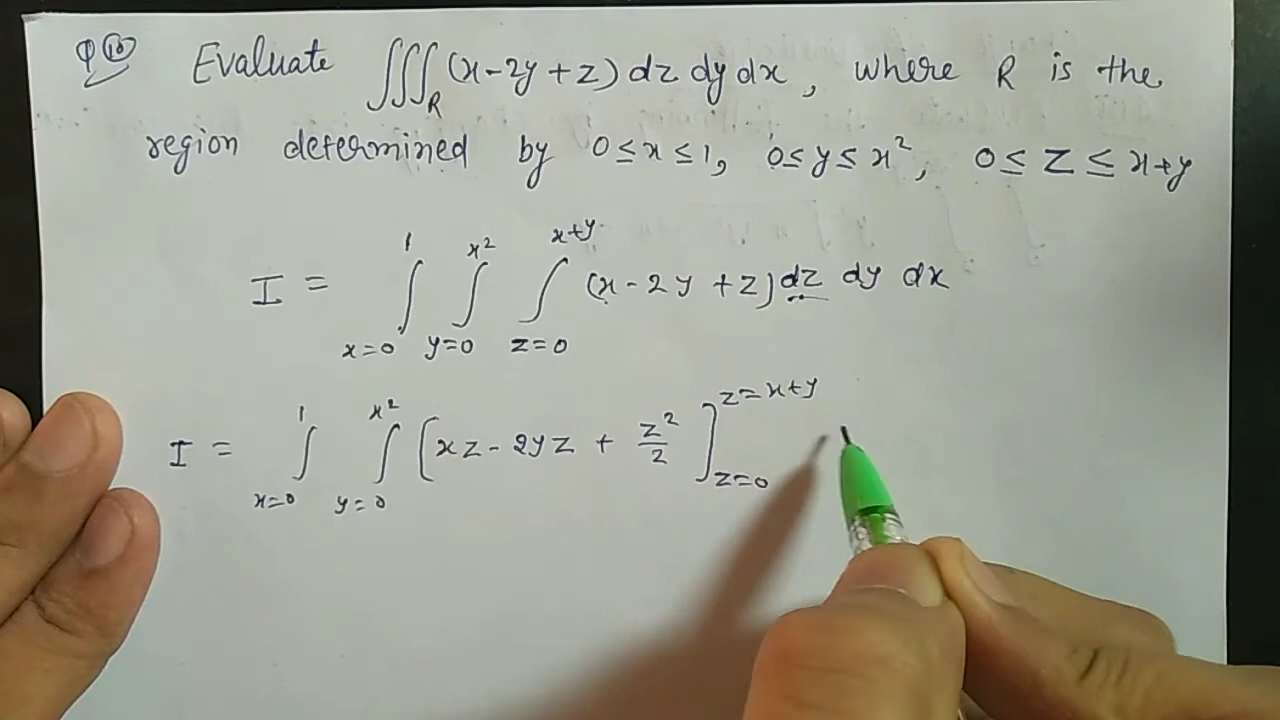 Q⑩ Evaluate ∭_R (x-2y+z) dz dy dx, where R is the
region determined by 0≤x≤1, 0≤y≤x², 0≤z≤x+y
I = ∫_{x=0}^{1} ∫_{y=0}^{x²} ∫_{z=0}^{x+y} (x-2y+z) dz dy dx
I = ∫_{x=0}^{1} ∫_{y=0}^{x²} [xz-2yz + z²/2]_{z=0}^{z=x+y}